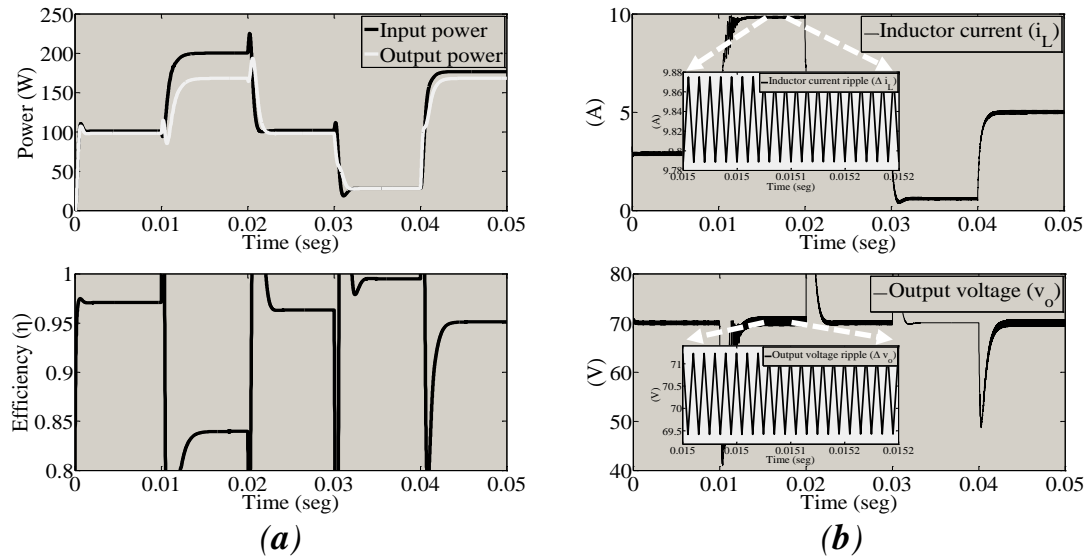 250
200
150
100
50
0
Power (W)
Input power
Output power
0 0.01 0.02 0.03 0.04 0.05
Time (seg)
1
0.95
0.9
0.85
0.8
Efficiency (η)
0 0.01 0.02 0.03 0.04 0.05
Time (seg)
(a)
10
5
0
(A)
Inductor current (i_L)
9.88
9.86
9.84
9.82
9.8
9.78
(A)
Inductor current ripple (Δ i_L)
0.015 0.015 0.0151 0.0152 0.0152
Time (seg)
0 0.01 0.02 0.03 0.04 0.05
Time (seg)
80
70
60
50
40
(V)
Output voltage (v_o)
71
70.5
70
69.5
(V)
Output voltage ripple (Δ v_o)
0.015 0.015 0.0151 0.0152 0.0152
Time (seg)
0 0.01 0.02 0.03 0.04 0.05
Time (seg)
(b)